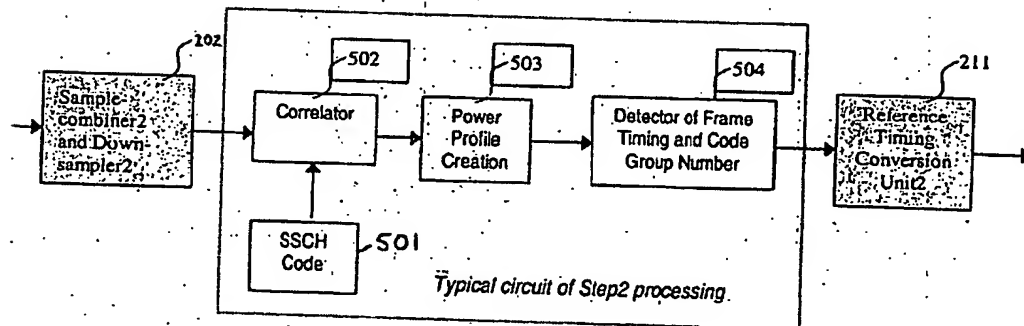 202
502
503
504
211
Sample-
combiner2
and Down-
sampler2
Correlator
Power
Profile
Creation
Detector of Frame
Timing and Code
Group Number
Reference
Timing
Conversion
Unit2
SSCH
Code
501
Typical circuit of Step2 processing